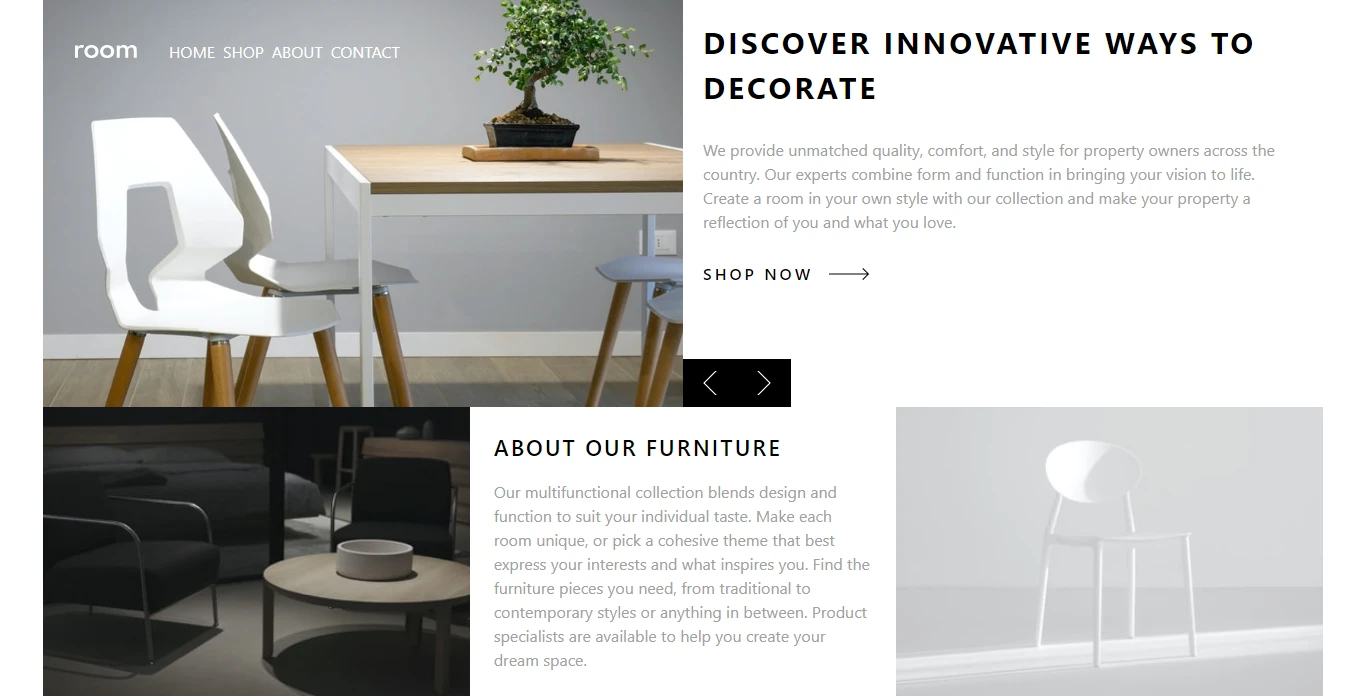 room
HOME SHOP ABOUT CONTACT
DISCOVER INNOVATIVE WAYS TO
DECORATE
We provide unmatched quality, comfort, and style for property owners across the
country. Our experts combine form and function in bringing your vision to life.
Create a room in your own style with our collection and make your property a
reflection of you and what you love.
SHOP NOW
ABOUT OUR FURNITURE
Our multifunctional collection blends design and
function to suit your individual taste. Make each
room unique, or pick a cohesive theme that best
express your interests and what inspires you. Find the
furniture pieces you need, from traditional to
contemporary styles or anything in between. Product
specialists are available to help you create your
dream space.